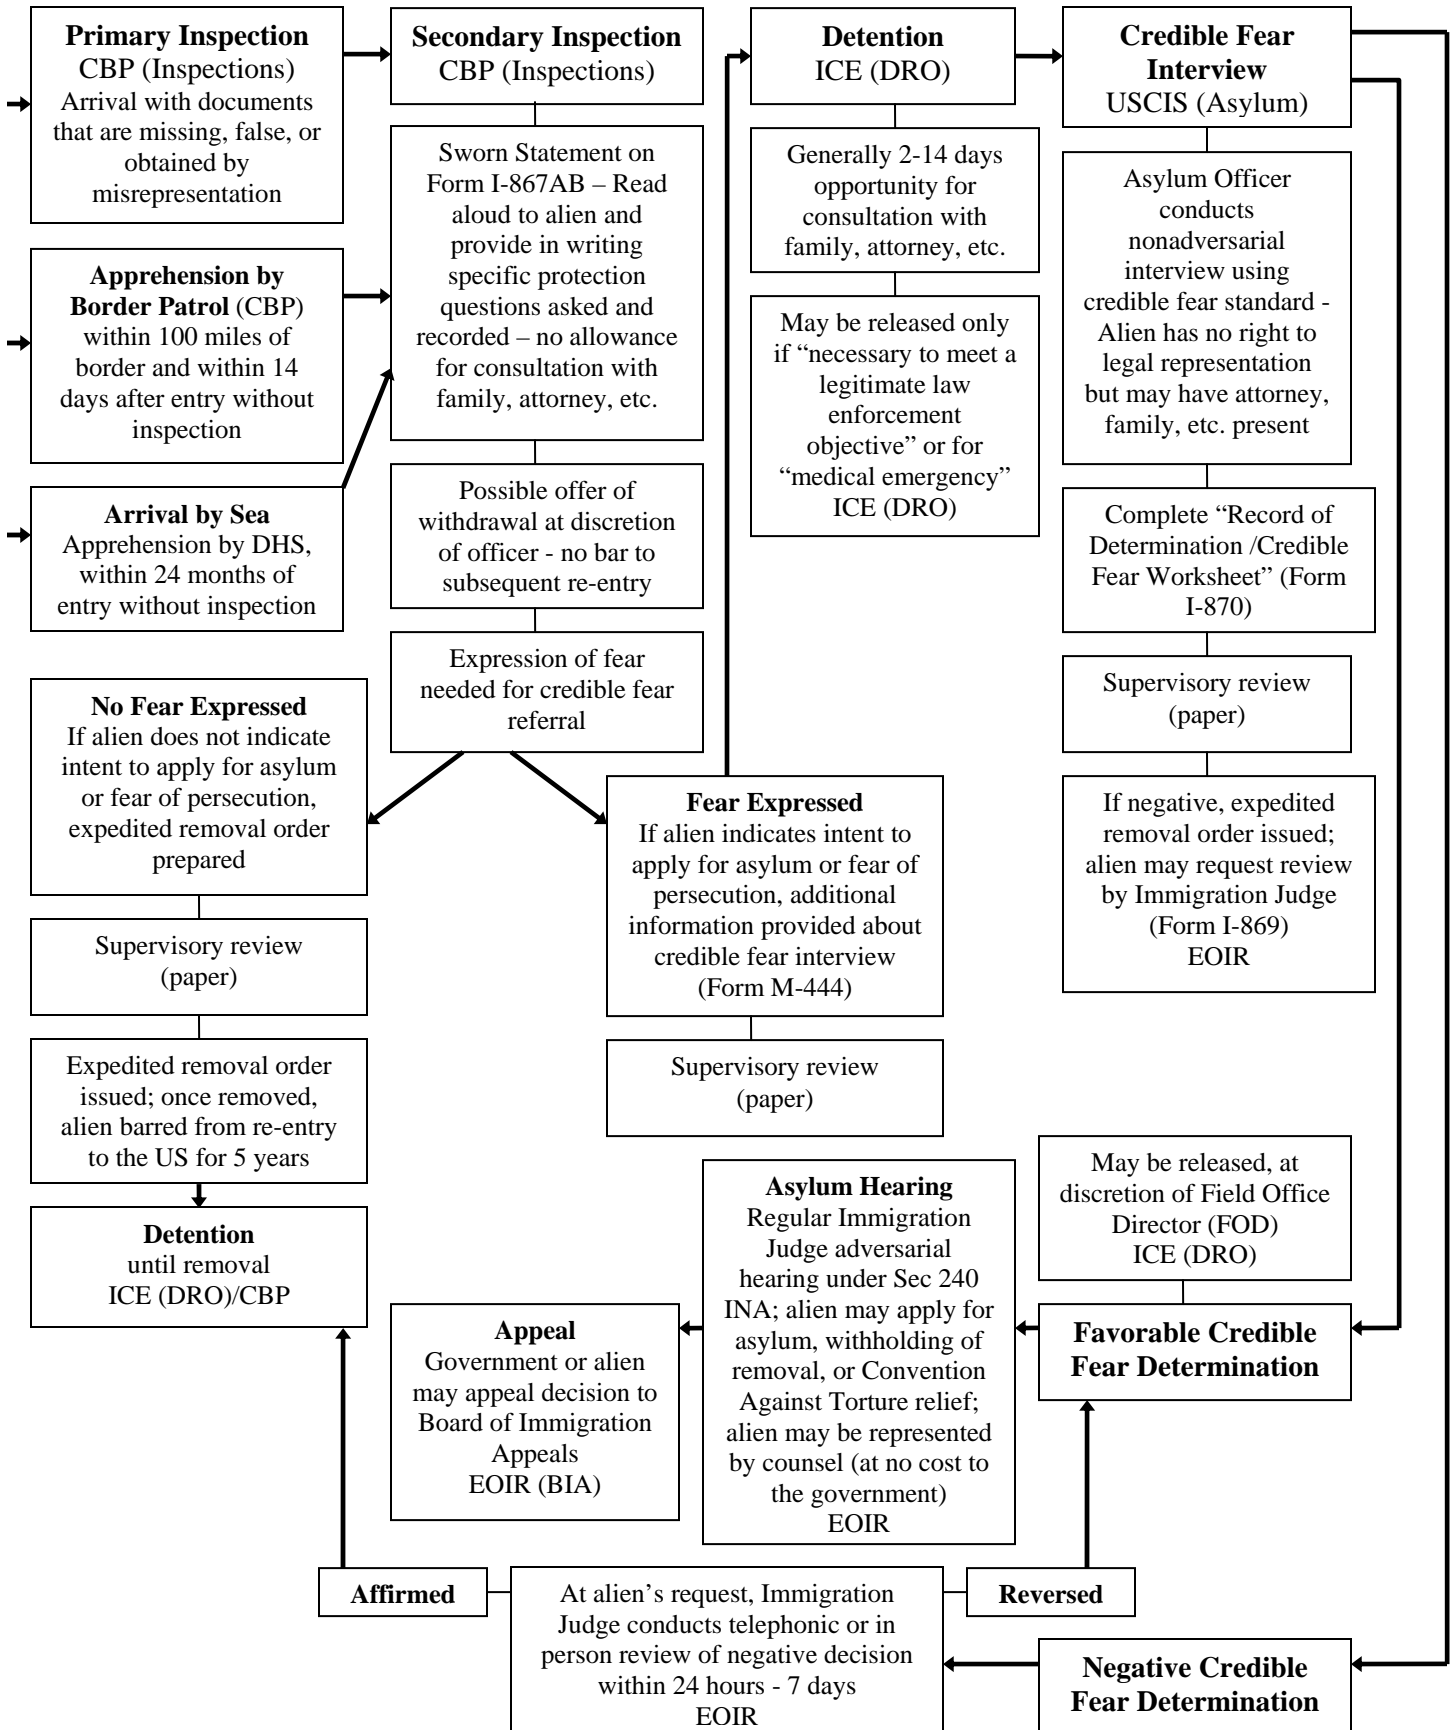 Primary Inspection
CBP (Inspections)
Arrival with documents
that are missing, false, or
obtained by
misrepresentation
Apprehension by
Border Patrol (CBP)
within 100 miles of
border and within 14
days after entry without
inspection
Arrival by Sea
Apprehension by DHS,
within 24 months of
entry without inspection
Secondary Inspection
CBP (Inspections)
Sworn Statement on
Form I-867AB – Read
aloud to alien and
provide in writing
specific protection
questions asked and
recorded – no allowance
for consultation with
family, attorney, etc.
Possible offer of
withdrawal at discretion
of officer - no bar to
subsequent re-entry
Expression of fear
needed for credible fear
referral
No Fear Expressed
If alien does not indicate
intent to apply for asylum
or fear of persecution,
expedited removal order
prepared
Supervisory review
(paper)
Expedited removal order
issued; once removed,
alien barred from re-entry
to the US for 5 years
Detention
until removal
ICE (DRO)/CBP
Fear Expressed
If alien indicates intent to
apply for asylum or fear of
persecution, additional
information provided about
credible fear interview
(Form M-444)
Supervisory review
(paper)
Detention
ICE (DRO)
Generally 2-14 days
opportunity for
consultation with
family, attorney, etc.
May be released only
if “necessary to meet a
legitimate law
enforcement
objective” or for
“medical emergency”
ICE (DRO)
Credible Fear
Interview
USCIS (Asylum)
Asylum Officer
conducts
nonadversarial
interview using
credible fear standard -
Alien has no right to
legal representation
but may have attorney,
family, etc. present
Complete “Record of
Determination /Credible
Fear Worksheet” (Form
I-870)
Supervisory review
(paper)
If negative, expedited
removal order issued;
alien may request review
by Immigration Judge
(Form I-869)
EOIR
May be released, at
discretion of Field Office
Director (FOD)
ICE (DRO)
Favorable Credible
Fear Determination
Asylum Hearing
Regular Immigration
Judge adversarial
hearing under Sec 240
INA; alien may apply for
asylum, withholding of
removal, or Convention
Against Torture relief;
alien may be represented
by counsel (at no cost to
the government)
EOIR
Appeal
Government or alien
may appeal decision to
Board of Immigration
Appeals
EOIR (BIA)
Affirmed
At alien’s request, Immigration
Judge conducts telephonic or in
person review of negative decision
within 24 hours - 7 days
EOIR
Reversed
Negative Credible
Fear Determination